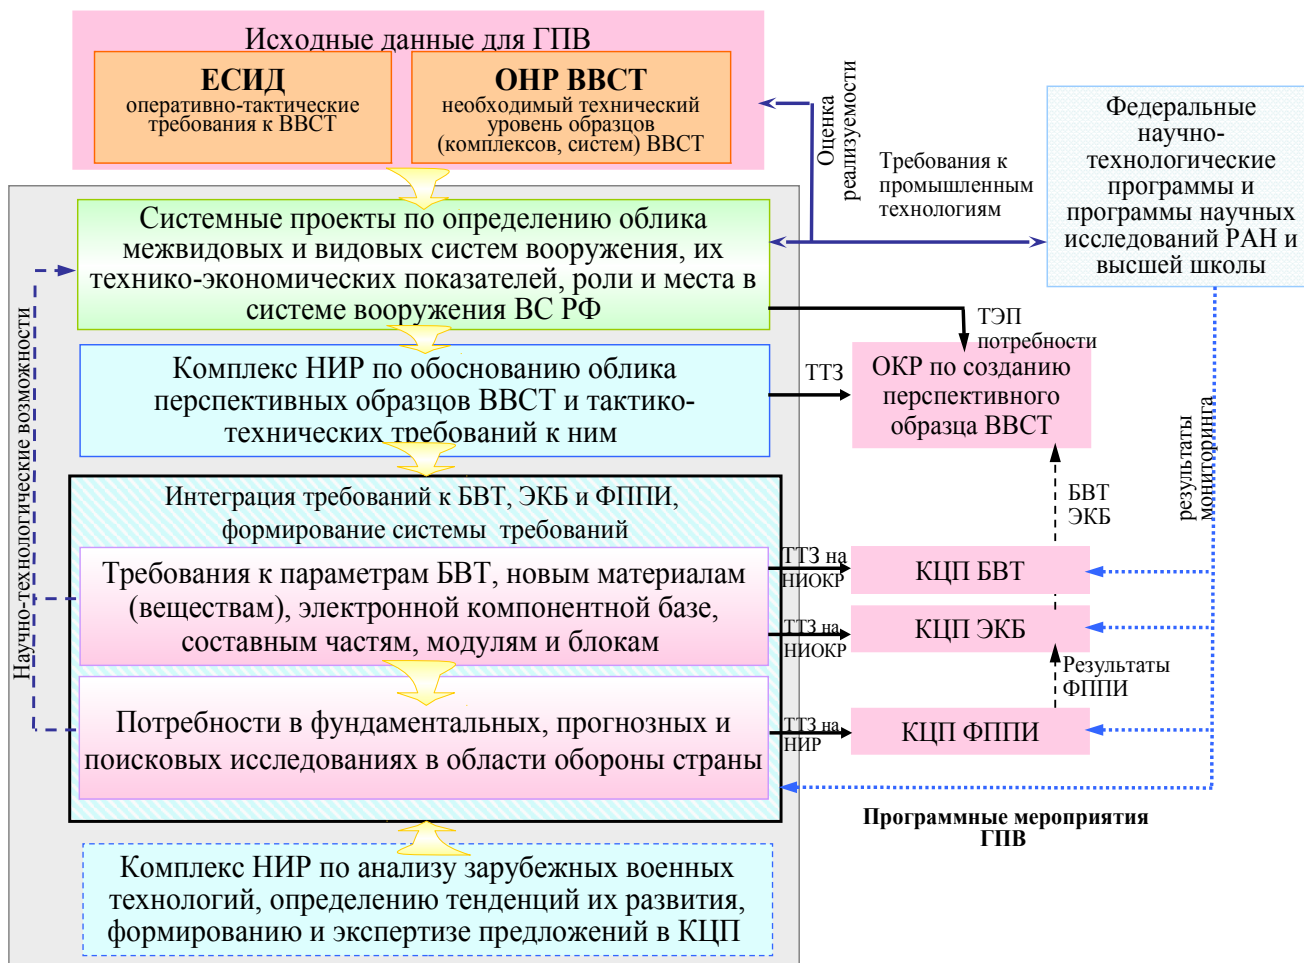 Исходные данные для ГПВ
ЕСИД
оперативно-тактические
требования к ВВСТ
ОНР ВВСТ
необходимый технический
уровень образцов
(комплексов, систем) ВВСТ
Оценка
реализуемости
Требования к
промышленным
технологиям
Федеральные
научно-
технологические
программы и
программы научных
исследований РАН и
высшей школы
Системные проекты по определению облика
межвидовых и видовых систем вооружения, их
технико-экономических показателей, роли и места в
системе вооружения ВС РФ
ТЭП
потребности
Комплекс НИР по обоснованию облика
перспективных образцов ВВСТ и тактико-
технических требований к ним
ТТЗ
ОКР по созданию
перспективного
образца ВВСТ
Научно-технологические возможности
результаты
мониторинга
БВТ
ЭКБ
Интеграция требований к БВТ, ЭКБ и ФППИ,
формирование системы требований
Требования к параметрам БВТ, новым материалам
(веществам), электронной компонентной базе,
составным частям, модулям и блокам
ТТЗ на
НИОКР
КЦП БВТ
ТТЗ на
НИОКР
КЦП ЭКБ
Результаты
ФППИ
Потребности в фундаментальных, прогнозных и
поисковых исследованиях в области обороны страны
ТТЗ на
НИР
КЦП ФППИ
Программные мероприятия
ГПВ
Комплекс НИР по анализу зарубежных военных
технологий, определению тенденций их развития,
формированию и экспертизе предложений в КЦП